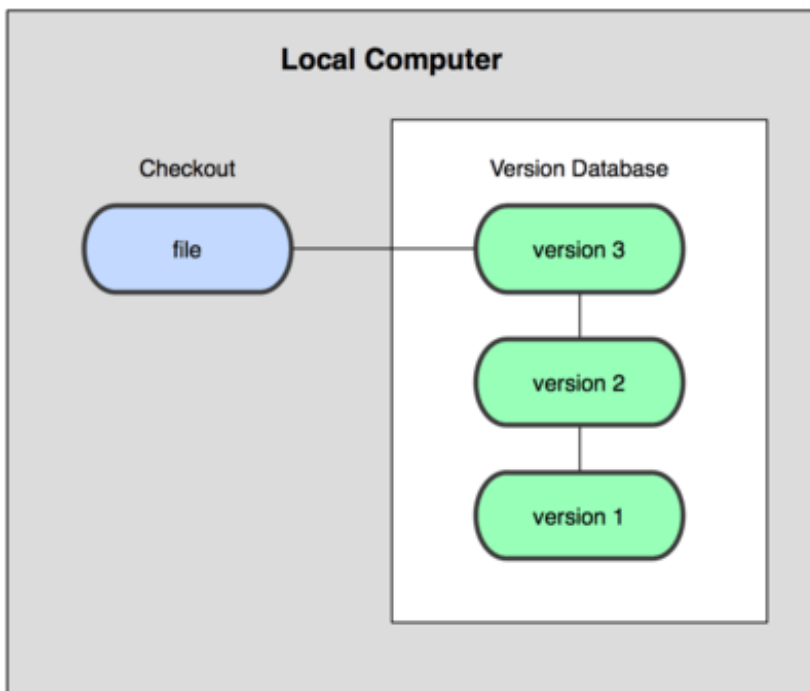 Local Computer
Checkout
Version Database
file
version 3
version 2
version 1